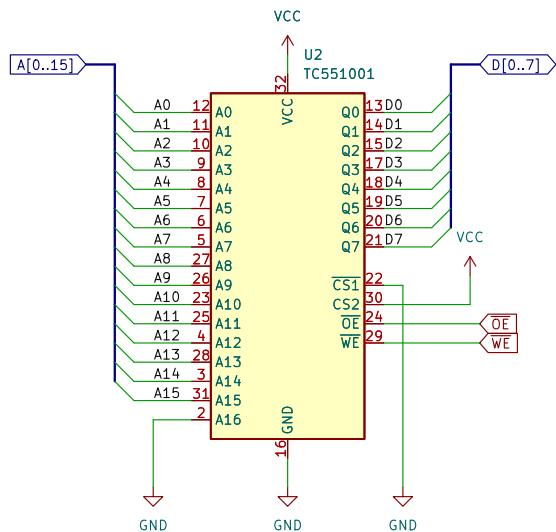 VCC
U2
TC551001
A[0..15]
D[0..7]
32
VCC
A0 12 A0 Q0 13 D0
A1 11 A1 Q1 14 D1
A2 10 A2 Q2 15 D2
A3 9 A3 Q3 17 D3
A4 8 A4 Q4 18 D4
A5 7 A5 Q5 19 D5
A6 6 A6 Q6 20 D6
A7 5 A7 Q7 21 D7
VCC
A8 27 A8
A9 26 A9 CS1 22
A10 23 A10 CS2 30
A11 25 A11 OE 24 OE
A12 4 A12 WE 29 WE
A13 28 A13
A14 3 A14
A15 31 A15
2 A16
GND
16
GND GND GND